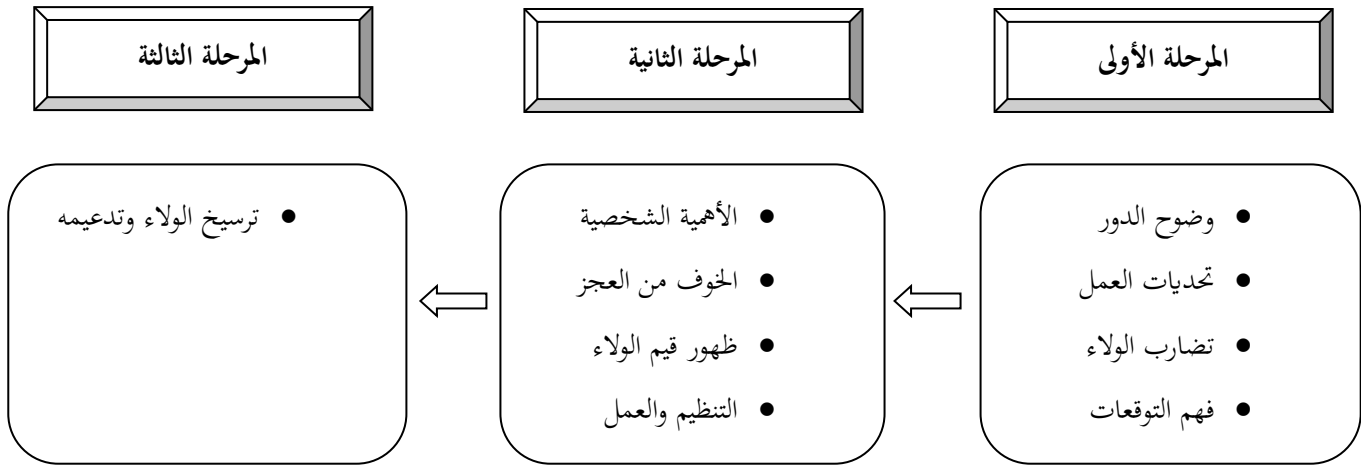 المرحلة الأولى
المرحلة الثانية
المرحلة الثالثة
• وضوح الدور
• تحديات العمل
• تضارب الولاء
• فهم التوقعات
• الأهمية الشخصية
• الخوف من العجز
• ظهور قيم الولاء
• التنظيم والعمل
• ترسيخ الولاء وتدعيمه